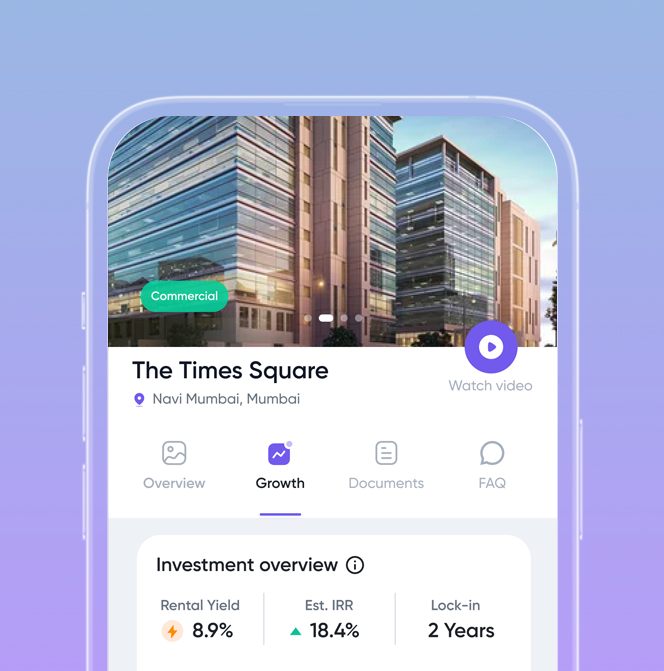 Commercial
The Times Square
Navi Mumbai, Mumbai
Watch video
Overview
Growth
Documents
FAQ
Investment overview
Rental Yield
Est. IRR
Lock-in
8.9%
18.4%
2 Years